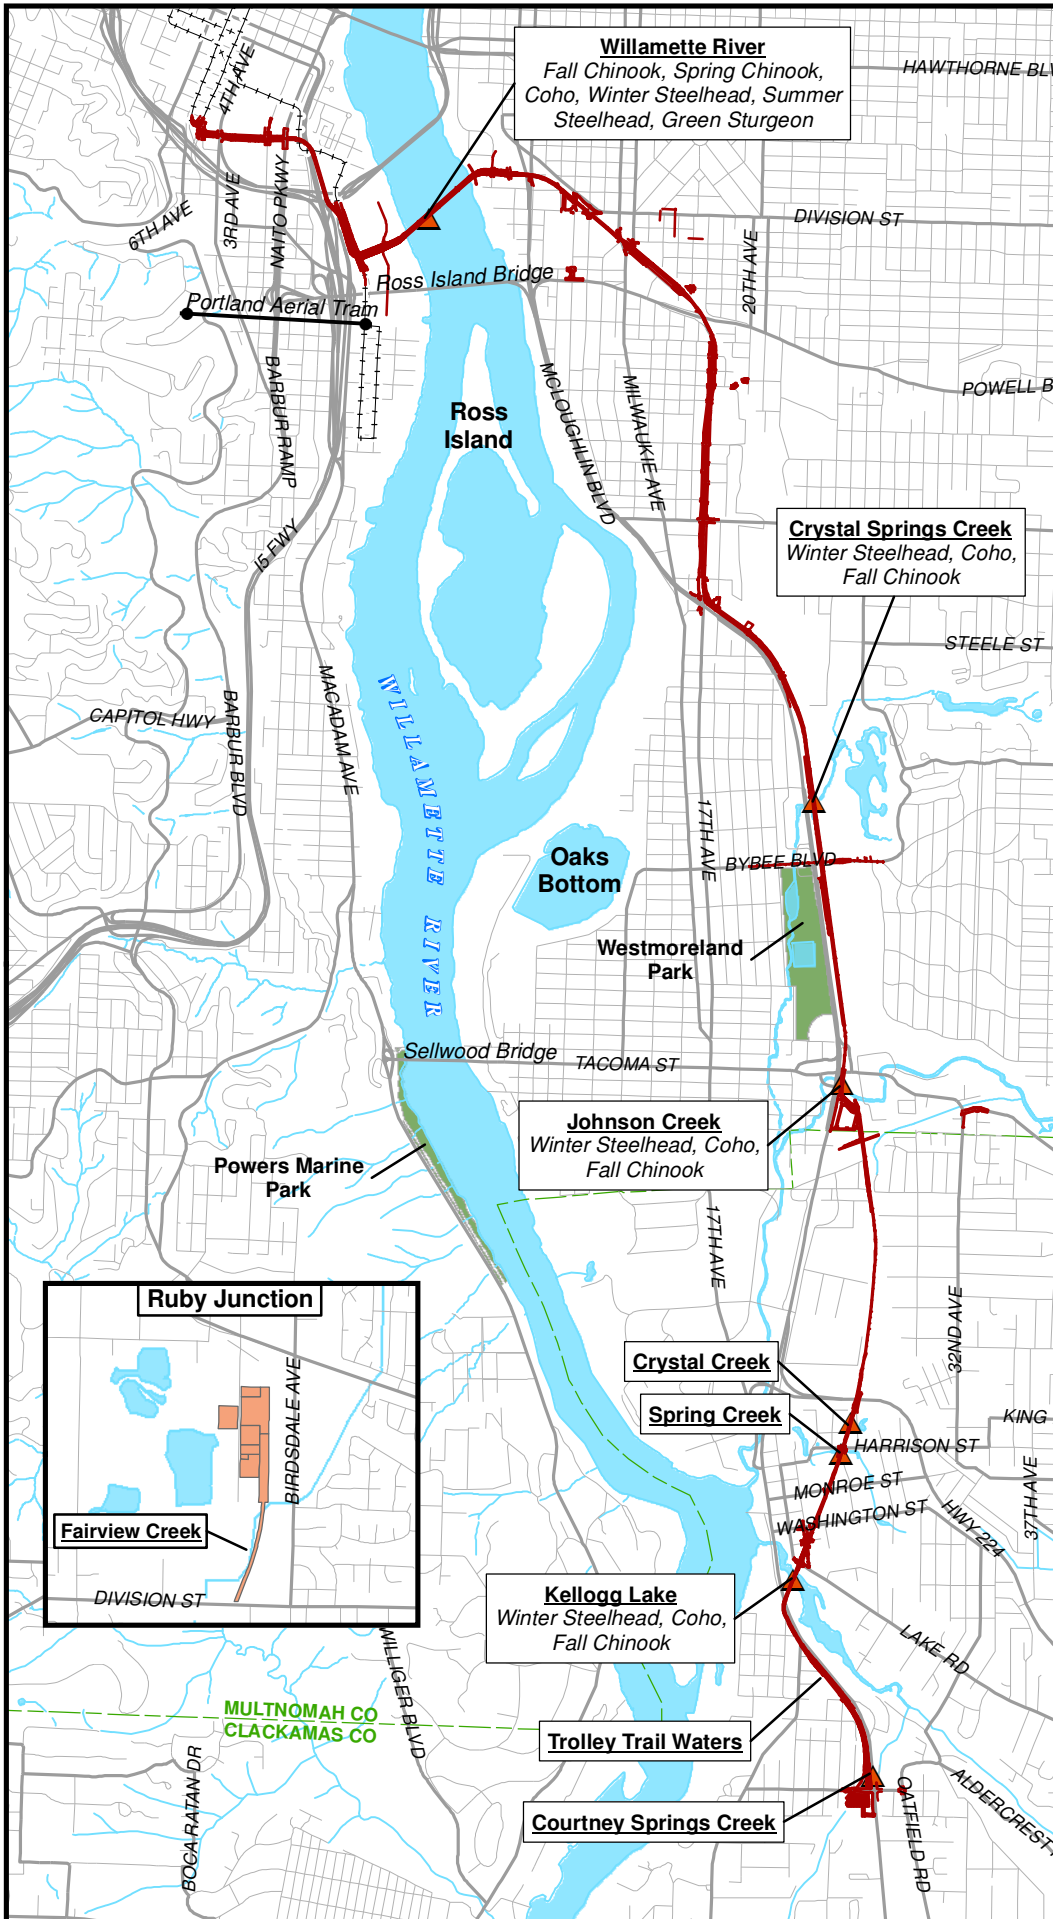 Willamette River
Fall Chinook, Spring Chinook,
Coho, Winter Steelhead, Summer
Steelhead, Green Sturgeon
HAWTHORNE BLV
4TH AVE
6TH AVE
3RD AVE
NAITO PKWY
DIVISION ST
20TH AVE
Ross Island Bridge
Portland Aerial Tram
BARBUR RAMP
MCLOUGHLIN BLVD
MILWAUKIE AVE
POWELL B
Ross
Island
I5 FWY
Crystal Springs Creek
Winter Steelhead, Coho,
Fall Chinook
STEELE ST
CAPITOL HWY
BARBUR BLVD
MACADAM AVE
WILLAMETTE RIVER
17TH AVE
BYBEE BLVD
Oaks
Bottom
Westmoreland
Park
Sellwood Bridge
TACOMA ST
Johnson Creek
Winter Steelhead, Coho,
Fall Chinook
Powers Marine
Park
17TH AVE
32ND AVE
Ruby Junction
BIRDSDALE AVE
Fairview Creek
DIVISION ST
Crystal Creek
Spring Creek
KING
HARRISON ST
MONROE ST
WASHINGTON ST
HWY 224
37TH AVE
Kellogg Lake
Winter Steelhead, Coho,
Fall Chinook
LAKE RD
WILLIGER BLVD
MULTNOMAH CO
CLACKAMAS CO
Trolley Trail Waters
BOCA RATAN DR
Courtney Springs Creek
OATFIELD RD
ALDERCREST